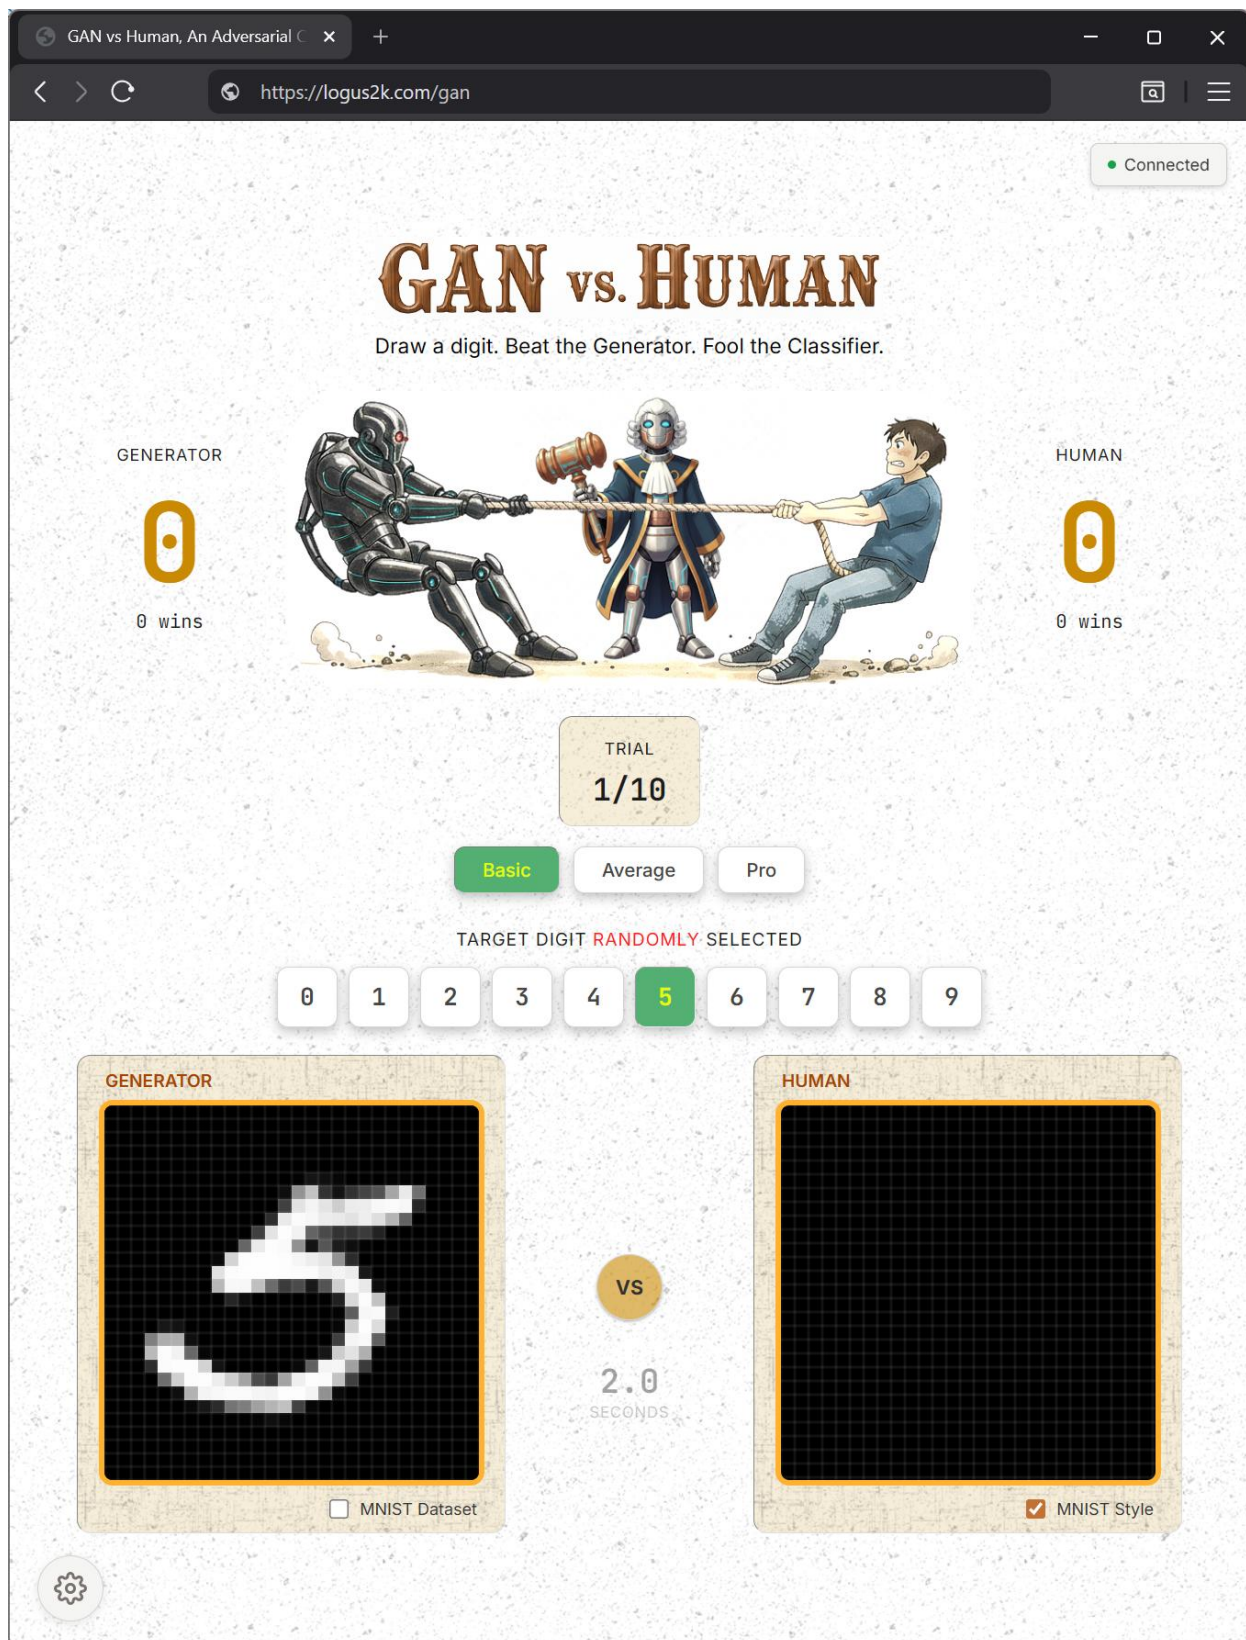 GAN vs Human, An Adversarial C
https://logus2k.com/gan
Connected
GAN vs. HUMAN
Draw a digit. Beat the Generator. Fool the Classifier.
GENERATOR
0
0 wins
HUMAN
0
0 wins
TRIAL
1/10
Basic Average Pro
TARGET DIGIT RANDOMLY SELECTED
0 1 2 3 4 5 6 7 8 9
GENERATOR
5
MNIST Dataset
VS
2.0
SECONDS
HUMAN
MNIST Style